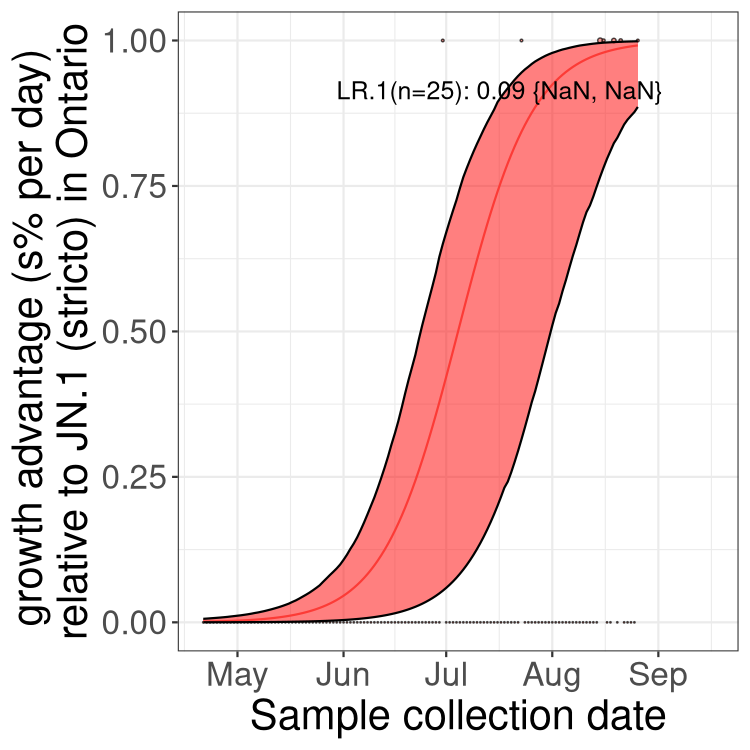 growth advantage (s% per day)
relative to JN.1 (stricto) in Ontario
1.00
0.75
0.50
0.25
0.00
LR.1(n=25): 0.09 {NaN, NaN}
May Jun Jul Aug Sep
Sample collection date